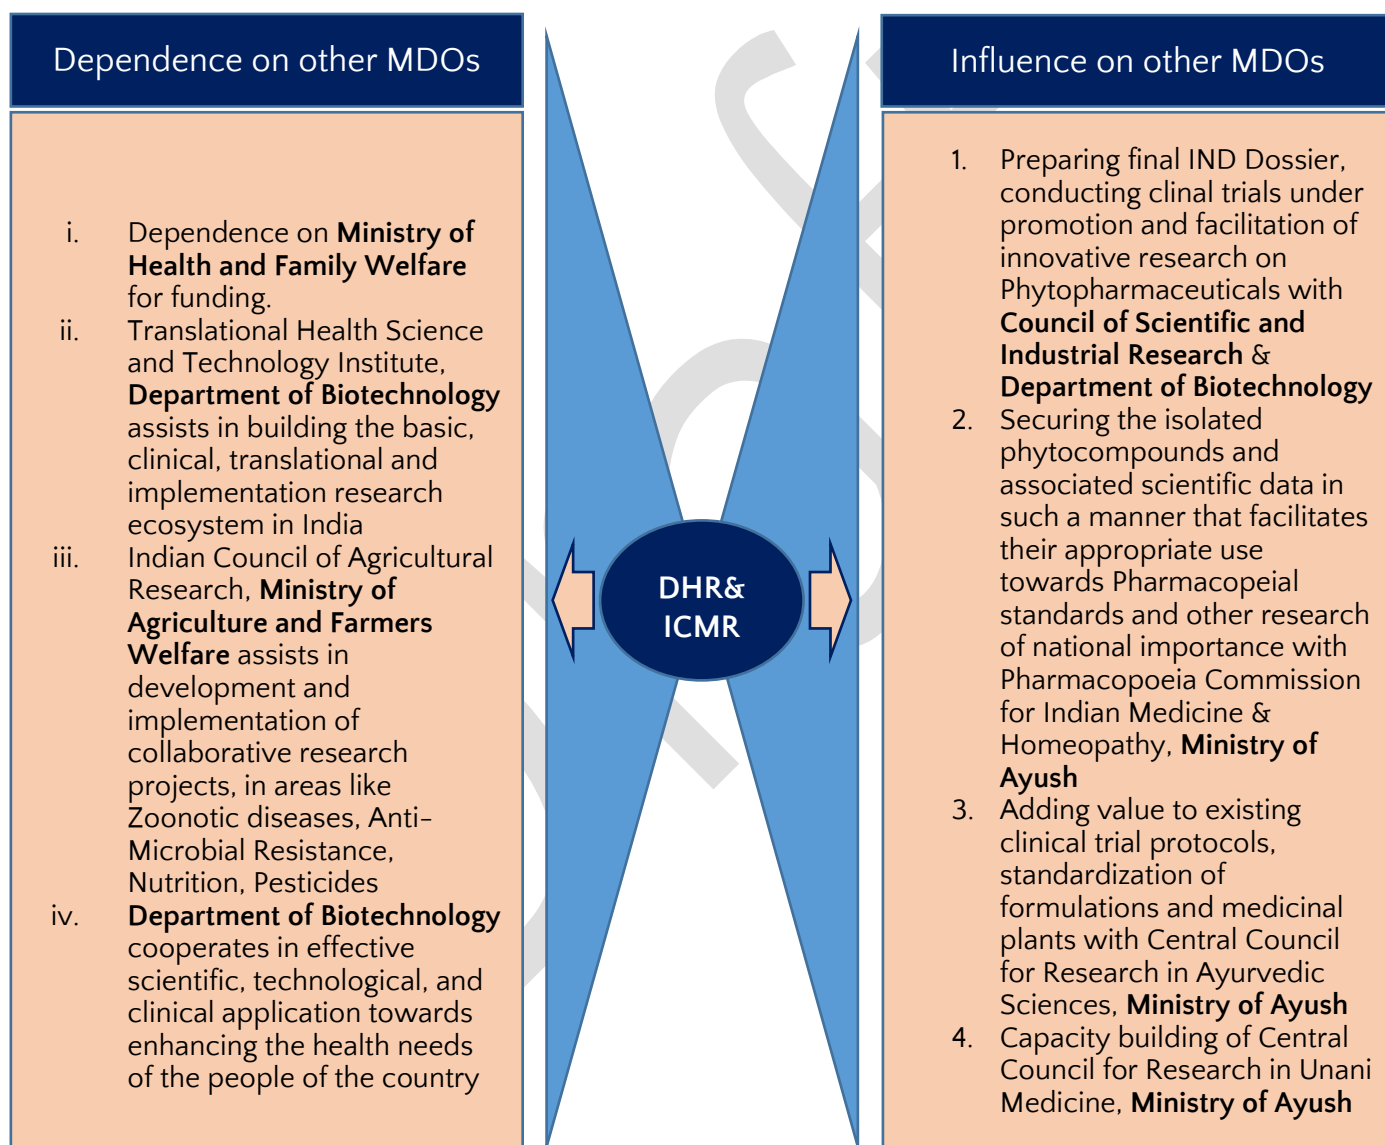 Dependence on other MDOs
i. Dependence on Ministry of
Health and Family Welfare
for funding.
ii. Translational Health Science
and Technology Institute,
Department of Biotechnology
assists in building the basic,
clinical, translational and
implementation research
ecosystem in India
iii. Indian Council of Agricultural
Research, Ministry of
Agriculture and Farmers
Welfare assists in
development and
implementation of
collaborative research
projects, in areas like
Zoonotic diseases, Anti-
Microbial Resistance,
Nutrition, Pesticides
iv. Department of Biotechnology
cooperates in effective
scientific, technological, and
clinical application towards
enhancing the health needs
of the people of the country
DHR&
ICMR
Influence on other MDOs
1. Preparing final IND Dossier,
conducting clinal trials under
promotion and facilitation of
innovative research on
Phytopharmaceuticals with
Council of Scientific and
Industrial Research &
Department of Biotechnology
2. Securing the isolated
phytocompounds and
associated scientific data in
such a manner that facilitates
their appropriate use
towards Pharmacopeial
standards and other research
of national importance with
Pharmacopoeia Commission
for Indian Medicine &
Homeopathy, Ministry of
Ayush
3. Adding value to existing
clinical trial protocols,
standardization of
formulations and medicinal
plants with Central Council
for Research in Ayurvedic
Sciences, Ministry of Ayush
4. Capacity building of Central
Council for Research in Unani
Medicine, Ministry of Ayush